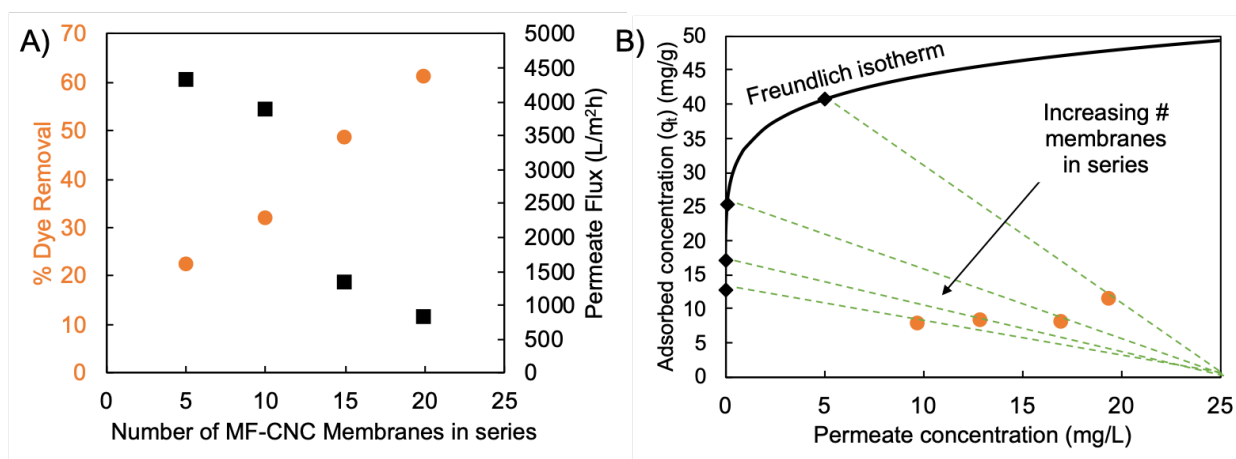 A)
% Dye Removal
70
60
50
40
30
20
10
0
5000
4500
4000
3500
3000
2500
2000
1500
1000
500
0
Permeate Flux (L/m²h)
0 5 10 15 20 25
Number of MF-CNC Membranes in series
B)
Adsorbed concentration (qt) (mg/g)
50
45
40
35
30
25
20
15
10
5
0
Freundlich isotherm
Increasing #
membranes
in series
0 5 10 15 20 25
Permeate concentration (mg/L)